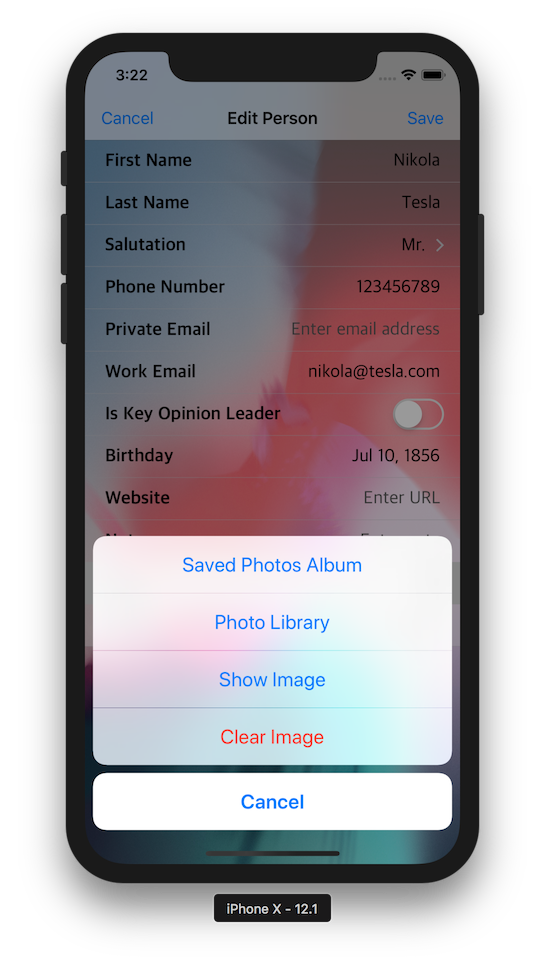 3:22
Cancel Edit Person Save
First Name Nikola
Last Name Tesla
Salutation Mr.
Phone Number 123456789
Private Email Enter email address
Work Email nikola@tesla.com
Is Key Opinion Leader
Birthday Jul 10, 1856
Website Enter URL
Saved Photos Album
Photo Library
Show Image
Clear Image
Cancel
iPhone X - 12.1